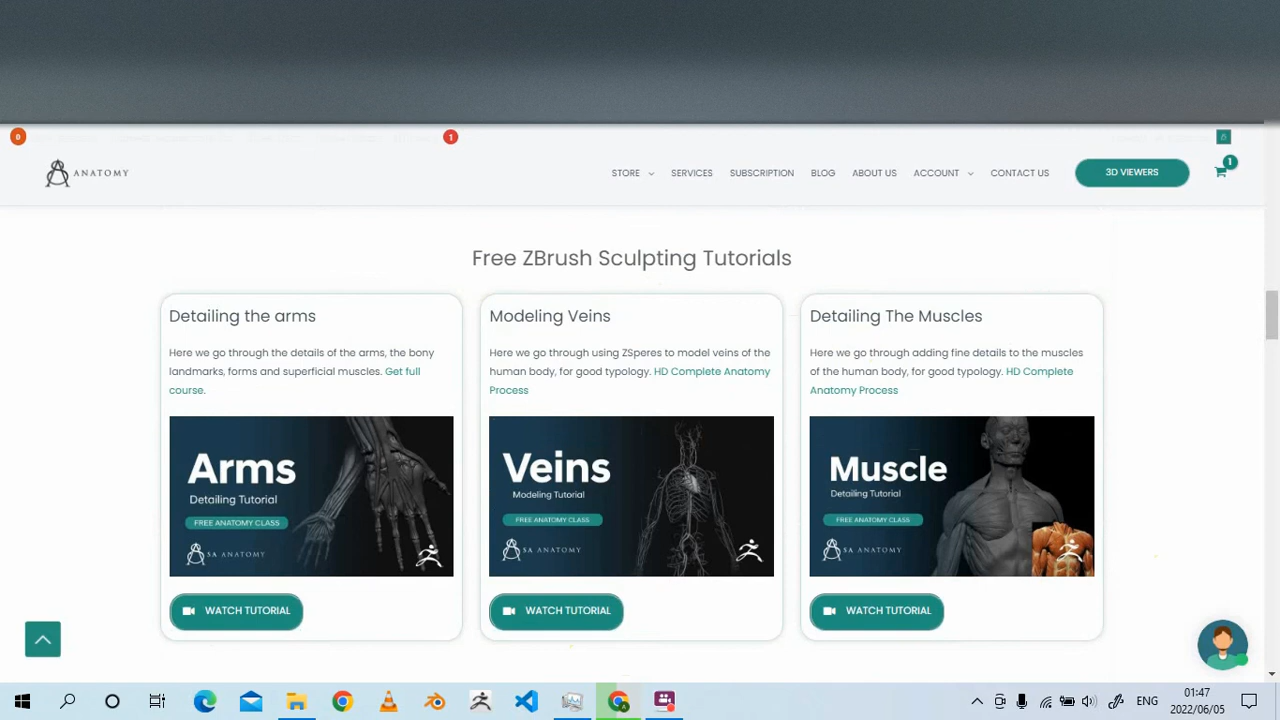 0
1
ANATOMY
STORE
SERVICES
SUBSCRIPTION
BLOG
ABOUT US
ACCOUNT
CONTACT US
3D VIEWERS
1
Free ZBrush Sculpting Tutorials
Detailing the arms
Here we go through the details of the arms, the bony
landmarks, forms and superficial muscles. Get full
course.
Arms
Detailing Tutorial
FREE ANATOMY CLASS
SA ANATOMY
WATCH TUTORIAL
Modeling Veins
Here we go through using ZSperes to model veins of the
human body, for good typology. HD Complete Anatomy
Process
Veins
Modeling Tutorial
FREE ANATOMY CLASS
SA ANATOMY
WATCH TUTORIAL
Detailing The Muscles
Here we go through adding fine details to the muscles
of the human body, for good typology. HD Complete
Anatomy Process
Muscle
Detailing Tutorial
FREE ANATOMY CLASS
SA ANATOMY
WATCH TUTORIAL
ENG
01:47
2022/06/05